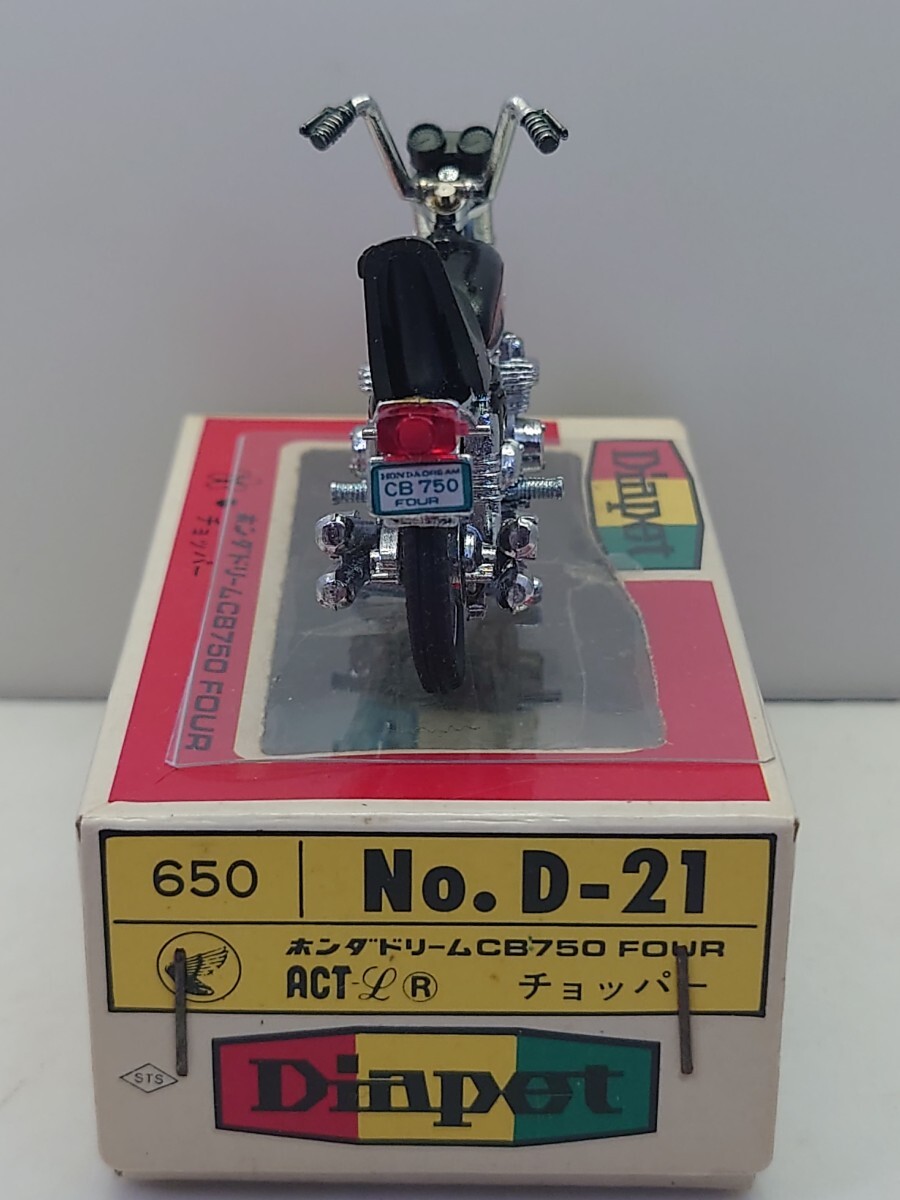 HONDA DREAM
CB 750
FOUR
Diapet
ホンダドリームCB750 FOUR
チョッパー
650
No. D-21
ホンダドリームCB750 FOUR
ACT-L Ⓡ チョッパー
STS
Diapet